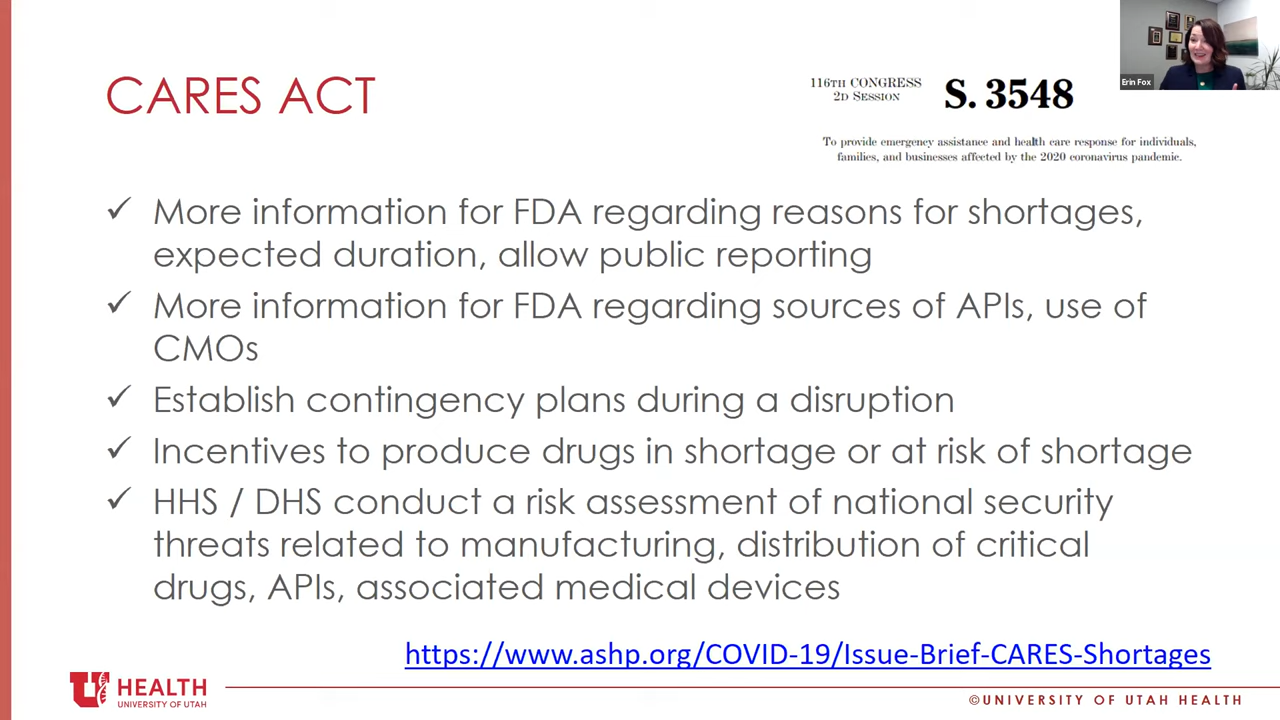 CARES ACT
116TH CONGRESS
2D SESSION
S. 3548
To provide emergency assistance and health care response for individuals,
families, and businesses affected by the 2020 coronavirus pandemic.
Erin Fox
✓ More information for FDA regarding reasons for shortages,
expected duration, allow public reporting
✓ More information for FDA regarding sources of APIs, use of
CMOs
✓ Establish contingency plans during a disruption
✓ Incentives to produce drugs in shortage or at risk of shortage
✓ HHS / DHS conduct a risk assessment of national security
threats related to manufacturing, distribution of critical
drugs, APIs, associated medical devices
https://www.ashp.org/COVID-19/Issue-Brief-CARES-Shortages
U HEALTH
UNIVERSITY OF UTAH
©UNIVERSITY OF UTAH HEALTH